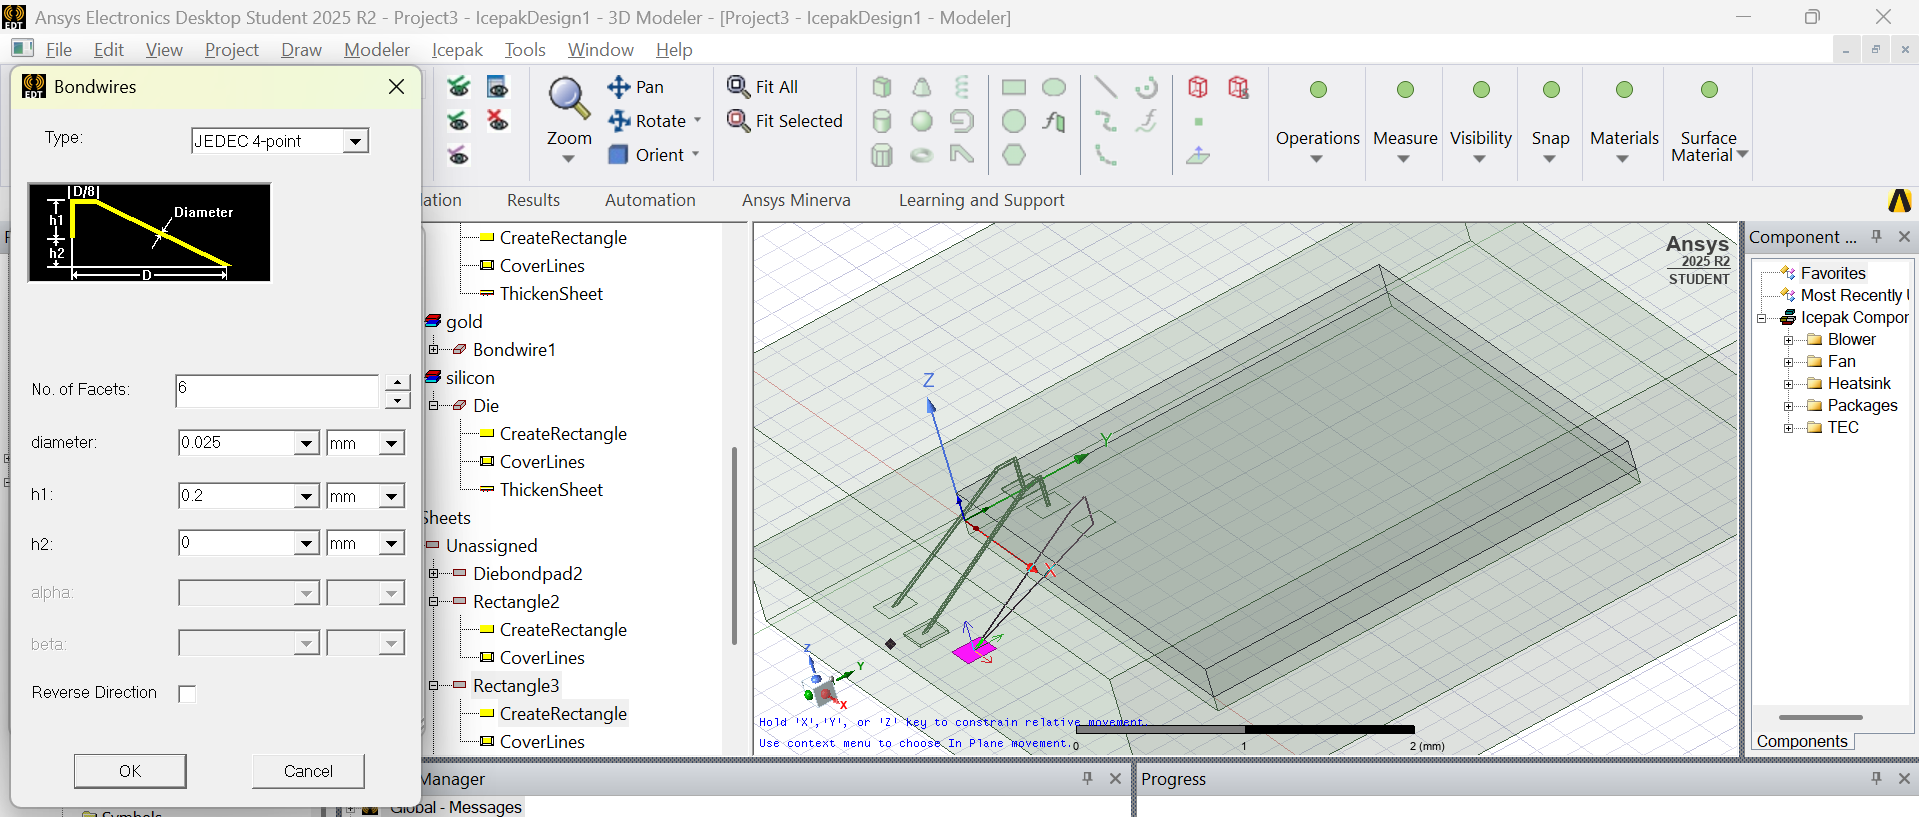 Ansys Electronics Desktop Student 2025 R2 - Project3 - IcepakDesign1 - 3D Modeler - [Project3 - IcepakDesign1 - Modeler]
File Edit View Project Draw Modeler Icepak Tools Window Help
EDT Bondwires
Type: JEDEC 4-point
D/8
h1
h2
Diameter
D
No. of Facets: 6
diameter: 0.025 mm
h1: 0.2 mm
h2: 0 mm
alpha:
beta:
Reverse Direction
OK Cancel
Zoom
Pan
Rotate
Orient
Fit All
Fit Selected
Operations
Measure
Visibility
Snap
Materials
Surface
Material
lation Results Automation Ansys Minerva Learning and Support
CreateRectangle
CoverLines
ThickenSheet
gold
Bondwire1
silicon
Die
CreateRectangle
CoverLines
ThickenSheet
Sheets
Unassigned
Diebondpad2
Rectangle2
CreateRectangle
CoverLines
Rectangle3
CreateRectangle
CoverLines
Ansys
2025 R2
STUDENT
Z
Y
X
Z
Y
X
Hold 'X','Y', or 'Z' key to constrain relative movement.
Use context menu to choose In Plane movement.
0 1 2 (mm)
Component ...
Favorites
Most Recently
Icepak Compor
Blower
Fan
Heatsink
Packages
TEC
Components
Manager
Global - Messages
Progress
Symbols